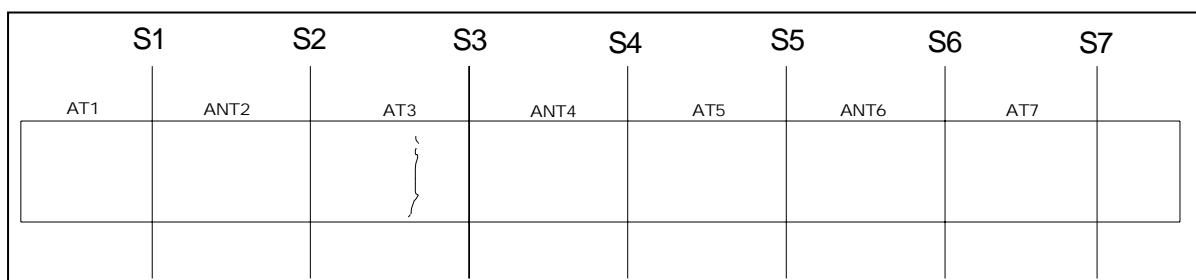 S1 S2 S3 S4 S5 S6 S7
AT1 ANT2 AT3 ANT4 AT5 ANT6 AT7